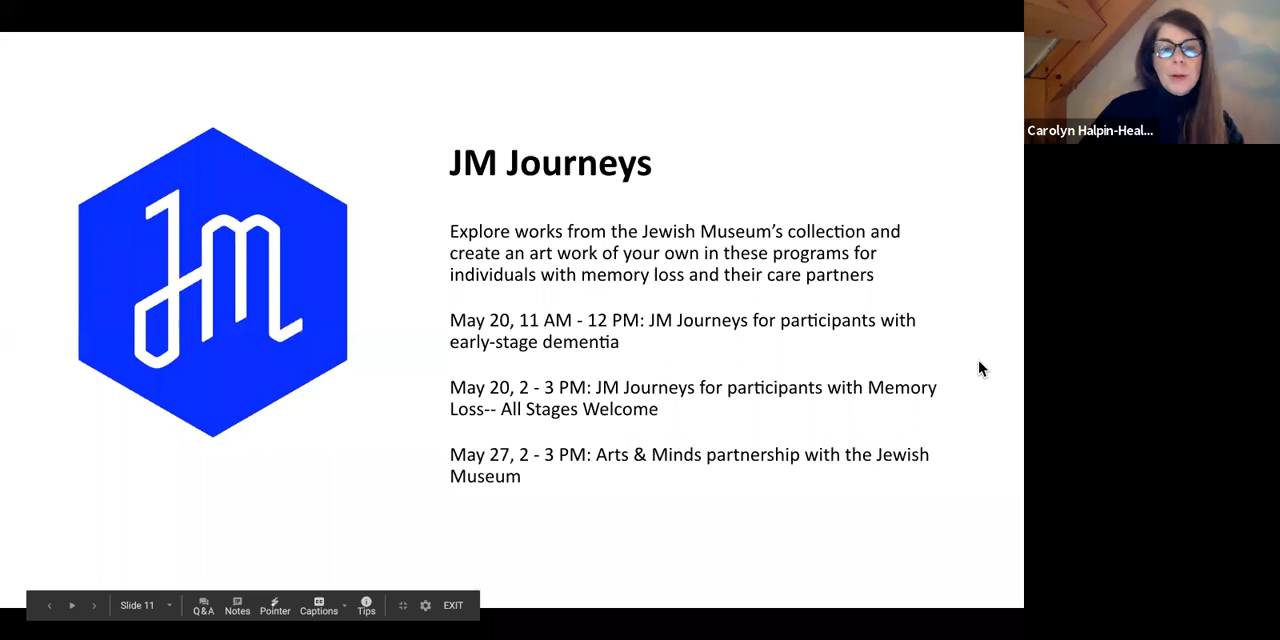 Carolyn Halpin-Heal...
JM
JM Journeys
Explore works from the Jewish Museum’s collection and
create an art work of your own in these programs for
individuals with memory loss and their care partners
May 20, 11 AM - 12 PM: JM Journeys for participants with
early-stage dementia
May 20, 2 - 3 PM: JM Journeys for participants with Memory
Loss-- All Stages Welcome
May 27, 2 - 3 PM: Arts & Minds partnership with the Jewish
Museum
Slide 11
Q&A
Notes
Pointer
Captions
Tips
EXIT